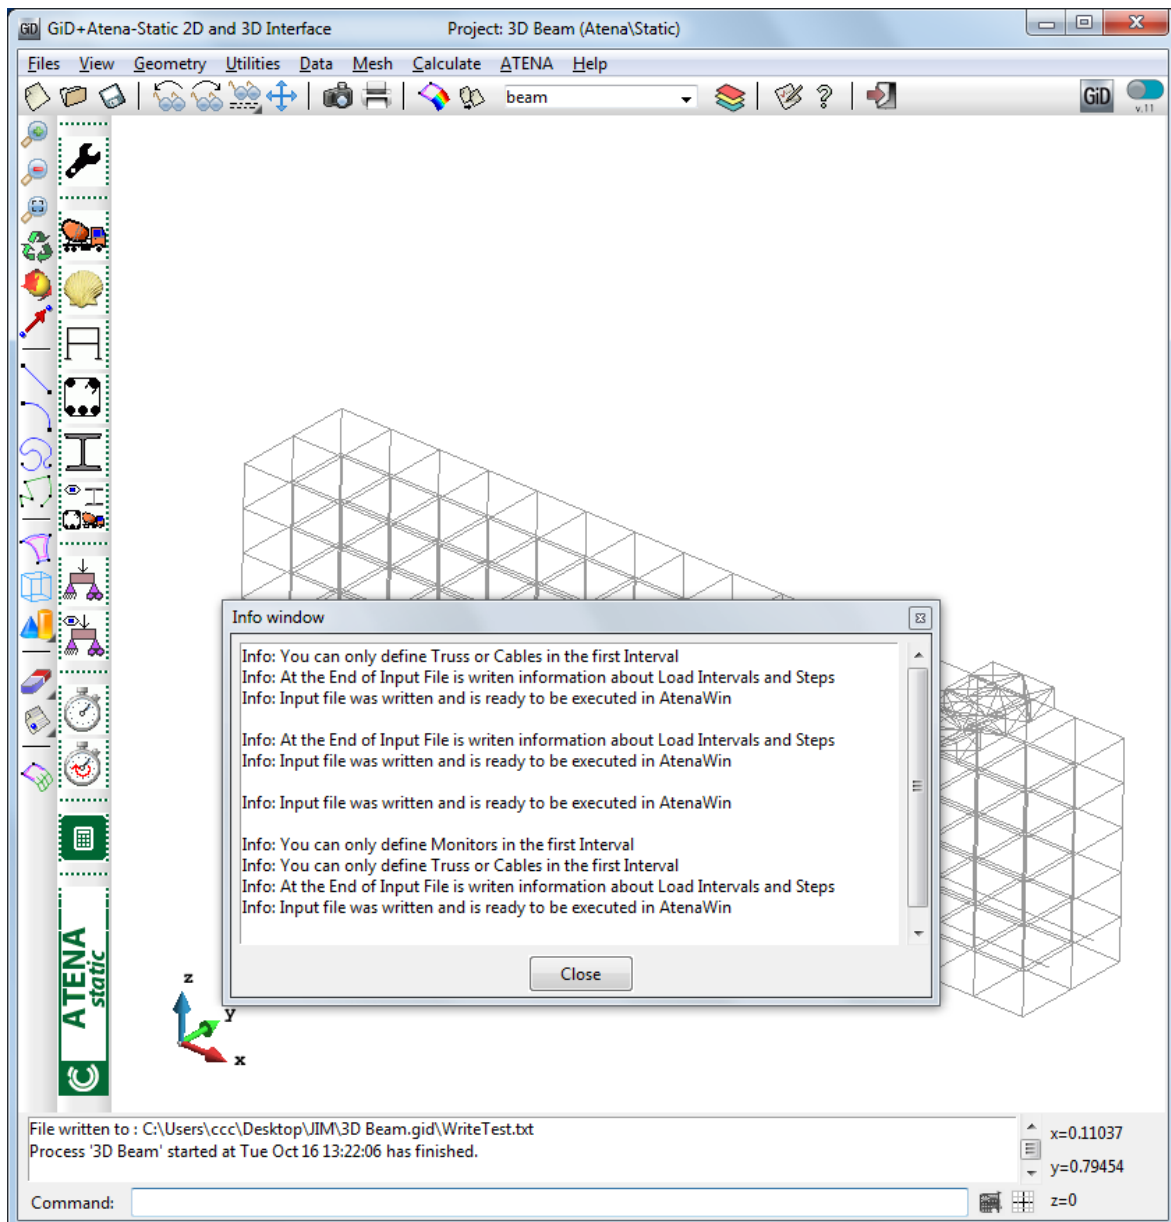 GiD GiD+Atena-Static 2D and 3D Interface Project: 3D Beam (Atena\Static)
Files View Geometry Utilities Data Mesh Calculate ATENA Help
beam
GiD
v.11
Info window
Info: You can only define Truss or Cables in the first Interval
Info: At the End of Input File is writen information about Load Intervals and Steps
Info: Input file was written and is ready to be executed in AtenaWin
Info: At the End of Input File is writen information about Load Intervals and Steps
Info: Input file was written and is ready to be executed in AtenaWin
Info: Input file was written and is ready to be executed in AtenaWin
Info: You can only define Monitors in the first Interval
Info: You can only define Truss or Cables in the first Interval
Info: At the End of Input File is writen information about Load Intervals and Steps
Info: Input file was written and is ready to be executed in AtenaWin
Close
ATENA
static
z
y
x
File written to : C:\Users\ccc\Desktop\JIM\3D Beam.gid\WriteTest.txt
Process '3D Beam' started at Tue Oct 16 13:22:06 has finished.
x=0.11037
y=0.79454
z=0
Command: